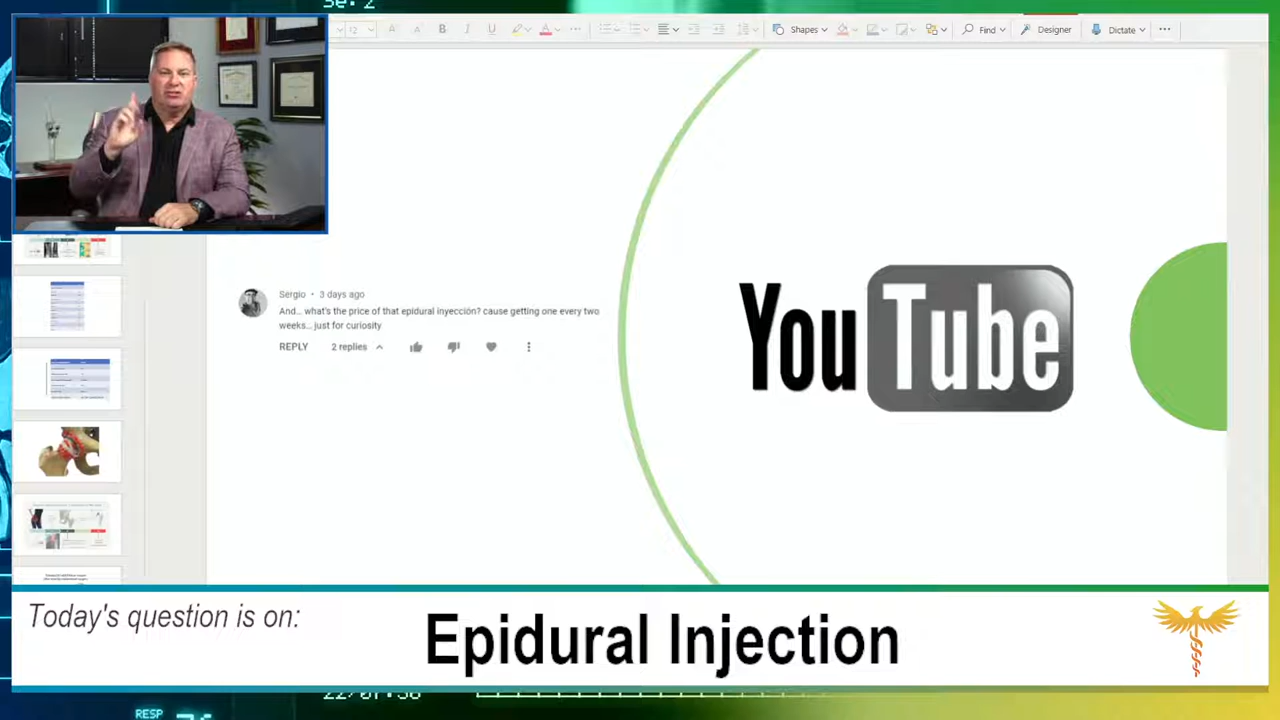 12
B I U
Shapes
Find
Designer
Dictate
Sergio • 3 days ago
And... what's the price of that epidural inyección? cause getting one every two
weeks... just for curiosity
REPLY 2 replies
YouTube
Today's question is on:
Epidural Injection
RESP